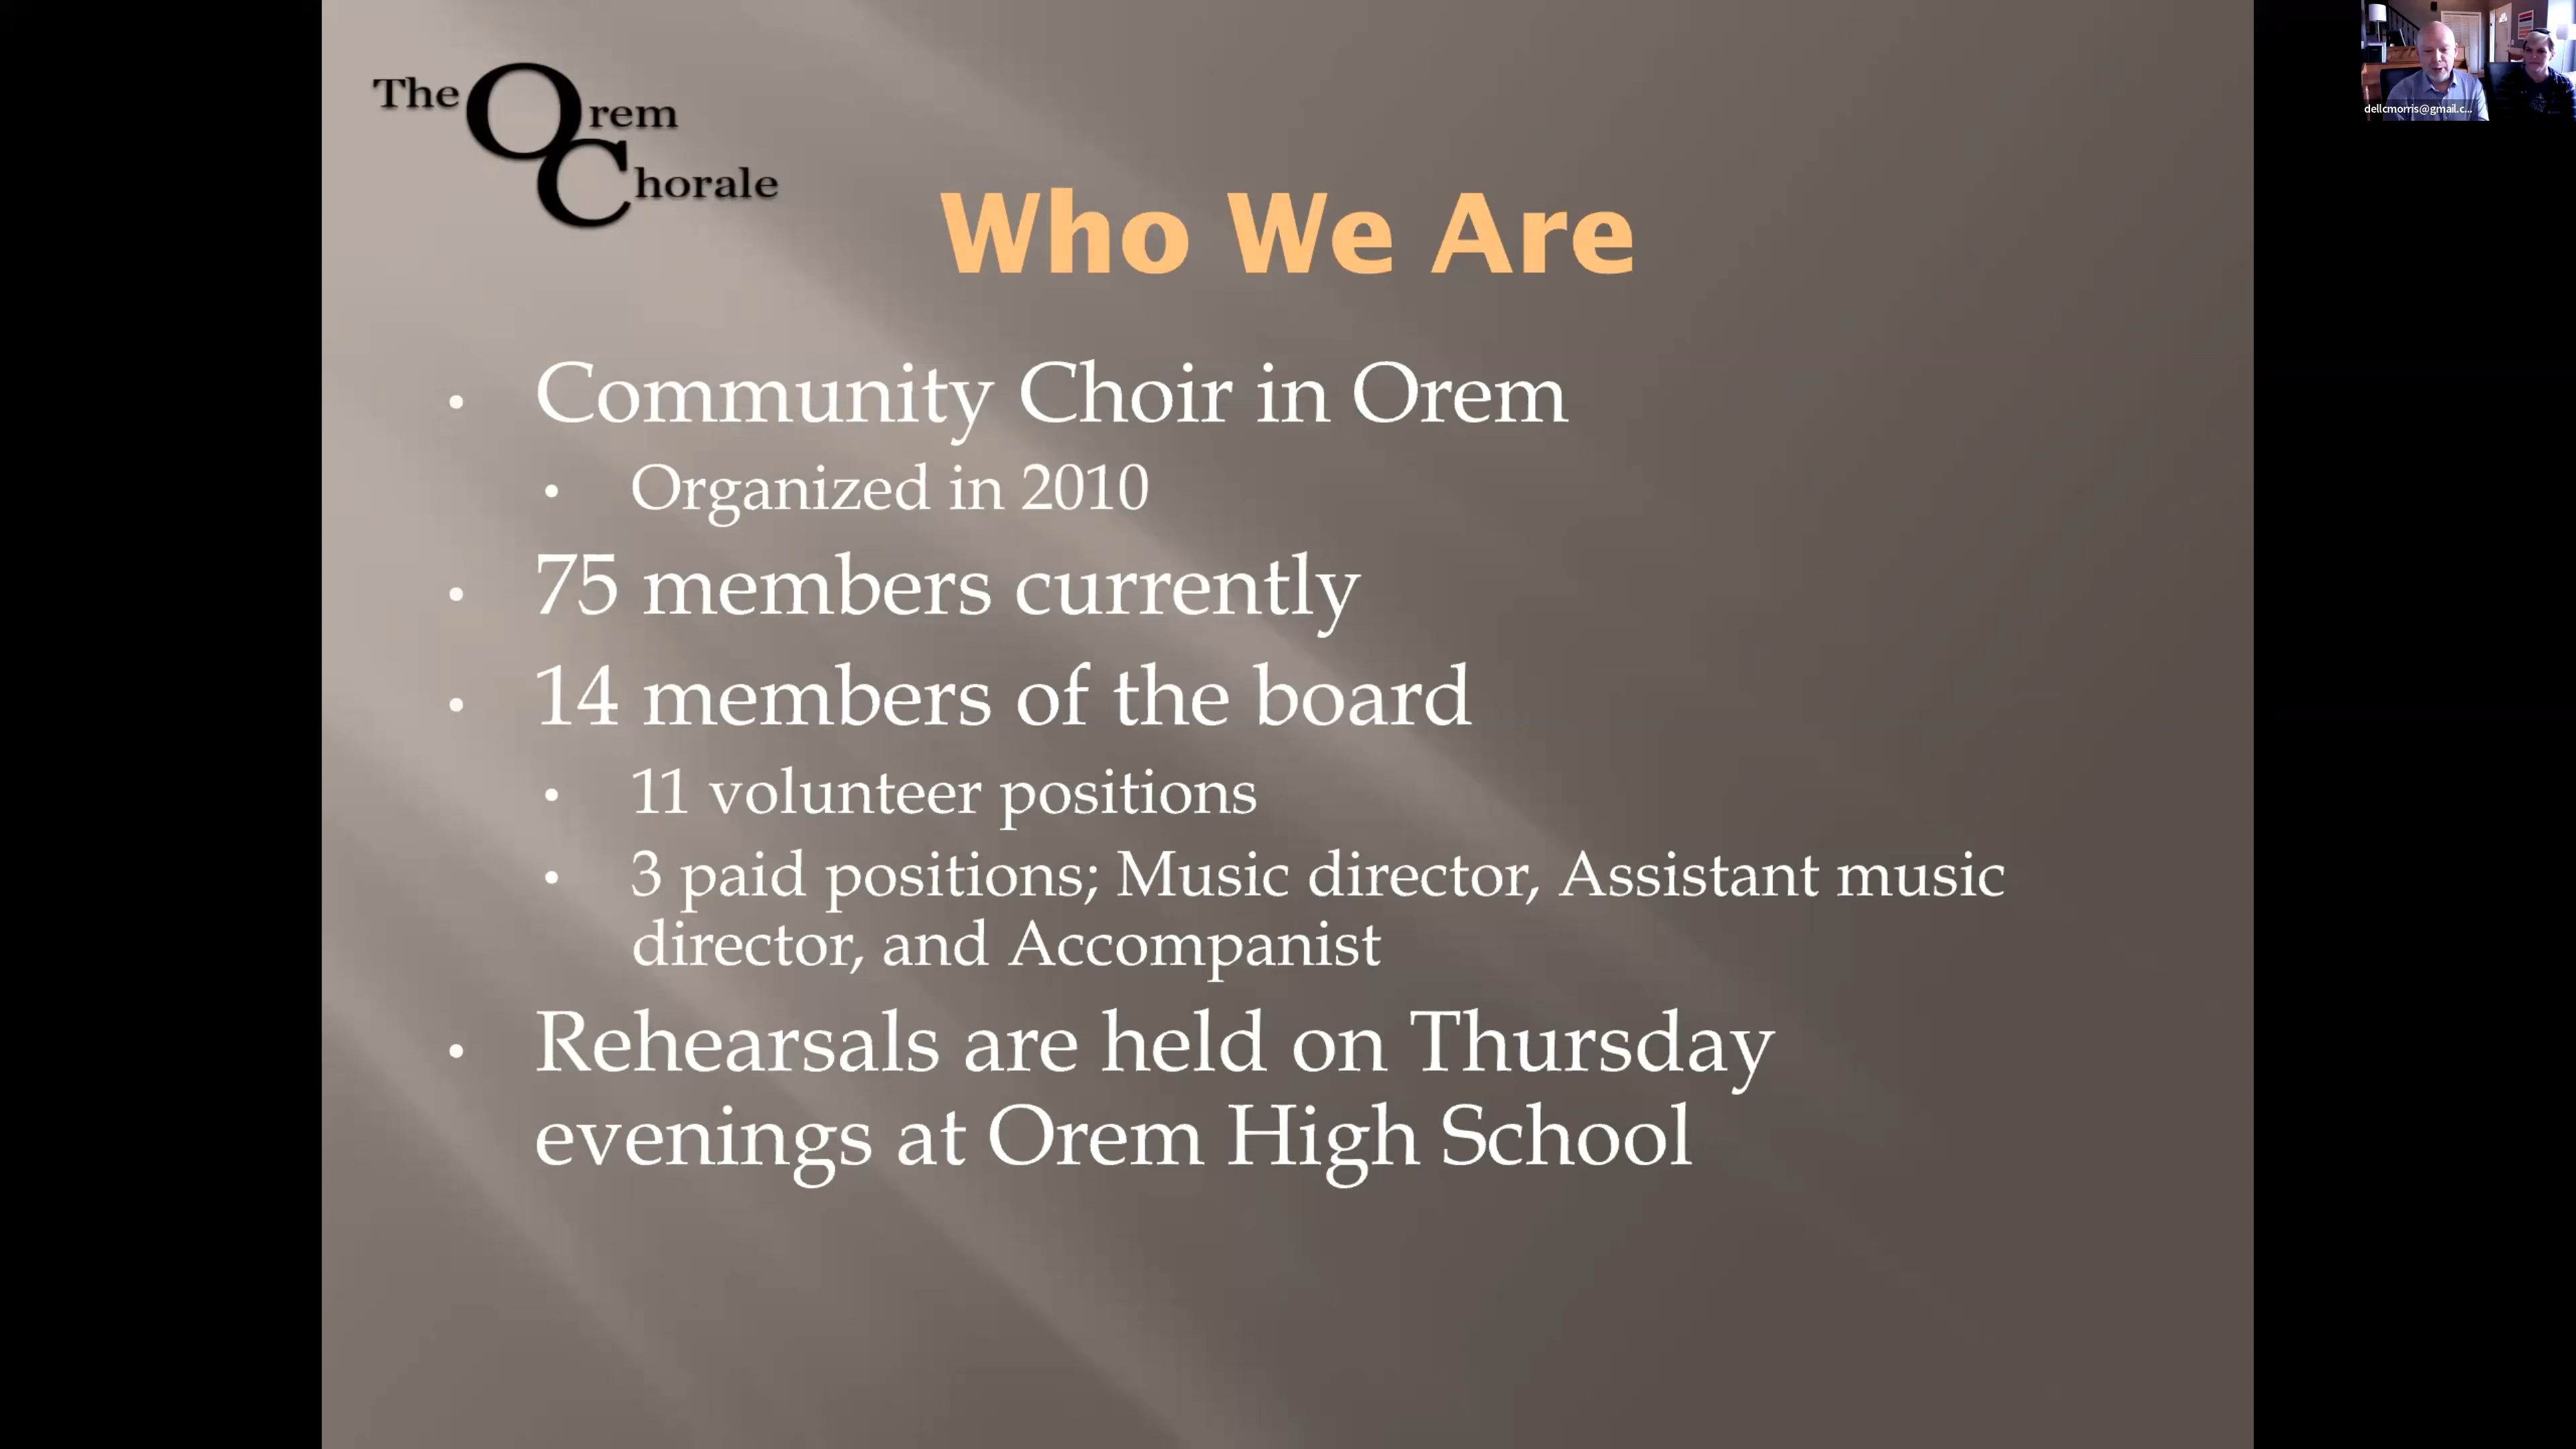 The Orem
Chorale
Who We Are
• Community Choir in Orem
• Organized in 2010
• 75 members currently
• 14 members of the board
• 11 volunteer positions
• 3 paid positions; Music director, Assistant music
director, and Accompanist
• Rehearsals are held on Thursday
evenings at Orem High School
dellcmorris@gmail.c...